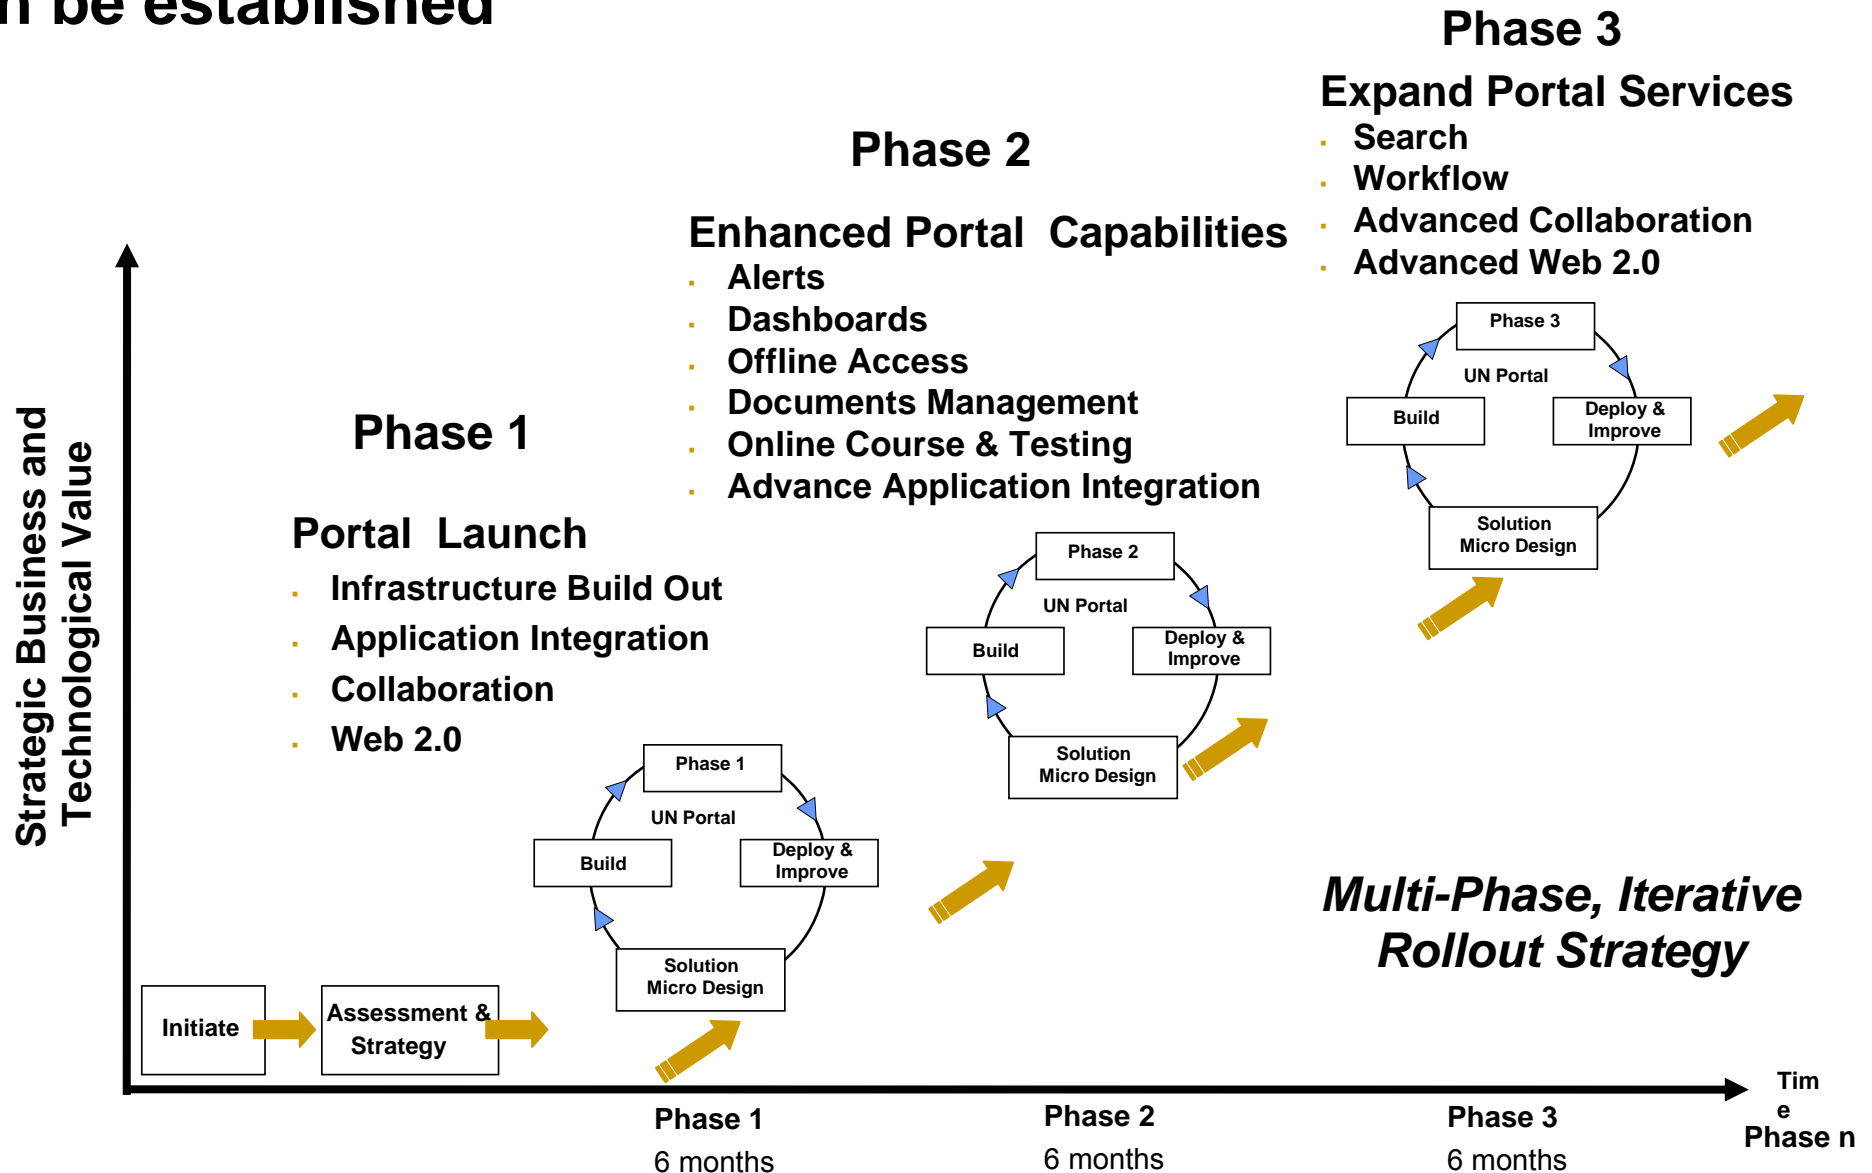 be established
Phase 3
Expand Portal Services
Search
Workflow
Advanced Collaboration
Advanced Web 2.0
Phase 2
Enhanced Portal Capabilities
Alerts
Dashboards
Offline Access
Documents Management
Online Course & Testing
Advance Application Integration
Phase 1
Portal Launch
Infrastructure Build Out
Application Integration
Collaboration
Web 2.0
Strategic Business and
Technological Value
Phase 3
UN Portal
Build
Deploy &
Improve
Solution
Micro Design
Phase 2
UN Portal
Build
Deploy &
Improve
Solution
Micro Design
Phase 1
UN Portal
Build
Deploy &
Improve
Solution
Micro Design
Multi-Phase, Iterative
Rollout Strategy
Initiate
Assessment &
Strategy
Tim
e
Phase n
Phase 1
6 months
Phase 2
6 months
Phase 3
6 months